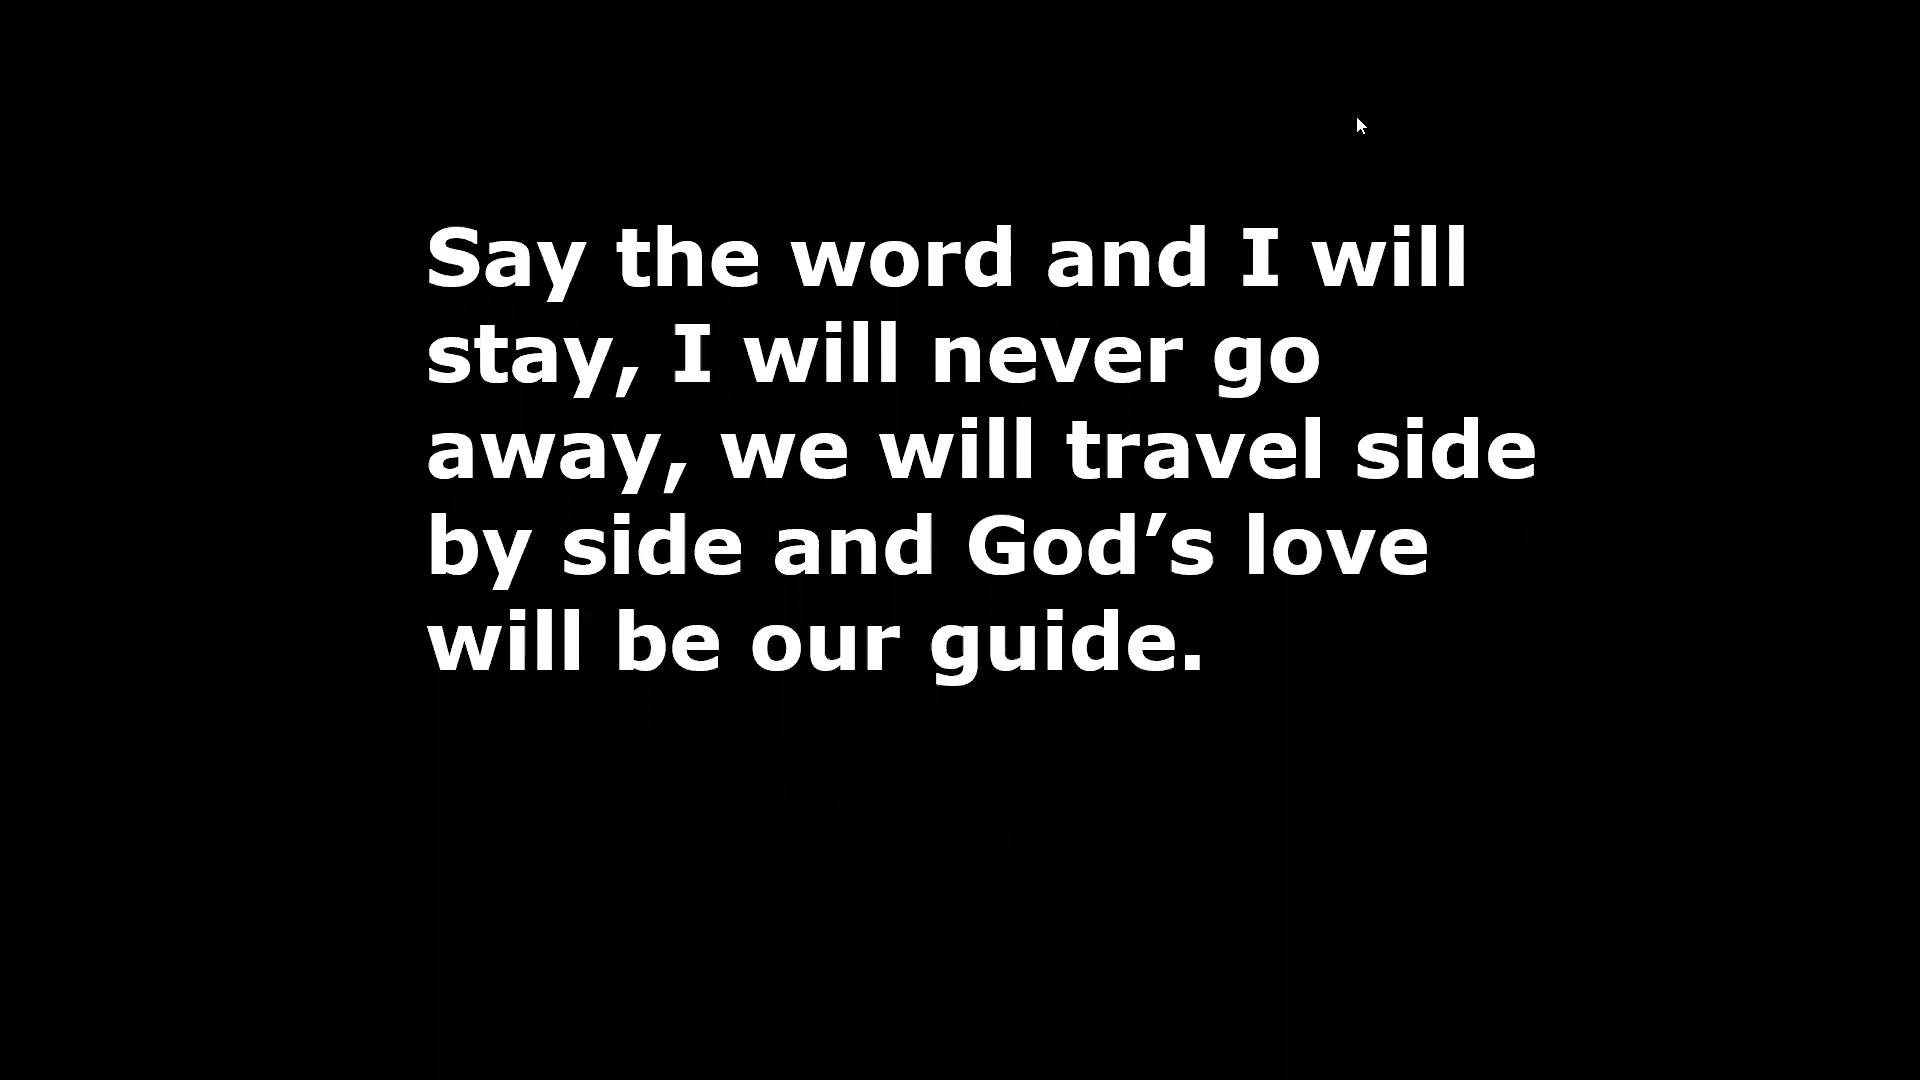 Say the word and I will
stay, I will never go
away, we will travel side
by side and God’s love
will be our guide.